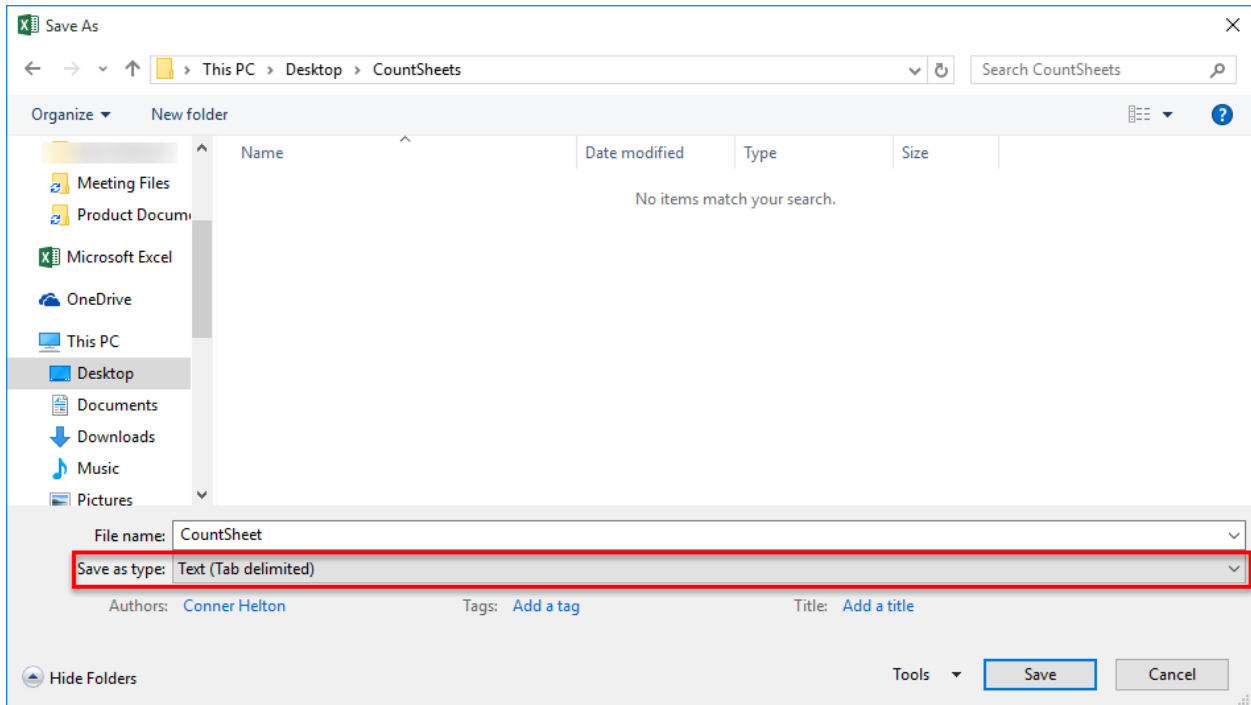 Save As
This PC > Desktop > CountSheets
Search CountSheets
Organize
New folder
Name
Date modified
Type
Size
No items match your search.
Meeting Files
Product Docum
Microsoft Excel
OneDrive
This PC
Desktop
Documents
Downloads
Music
Pictures
File name: CountSheet
Save as type: Text (Tab delimited)
Authors: Conner Helton
Tags: Add a tag
Title: Add a title
Hide Folders
Tools
Save
Cancel